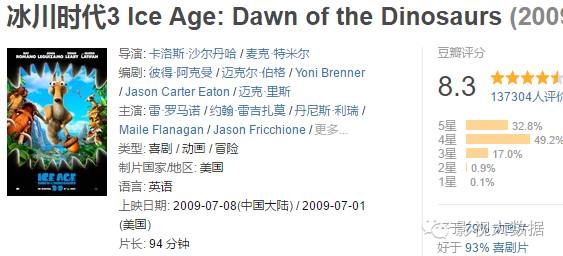 冰川时代3 Ice Age: Dawn of the Dinosaurs (2009
导演: 卡洛斯·沙尔丹哈 / 麦克·特米尔
编剧: 彼得·阿克曼 / 迈克尔·伯格 / Yoni Brenner
/ Jason Carter Eaton / 迈克·里斯
主演: 雷·罗马诺 / 约翰·雷吉扎莫 / 丹尼斯·利瑞 /
Maile Flanagan / Jason Fricchione / 更多...
类型: 喜剧 / 动画 / 冒险
制片国家/地区: 美国
语言: 英语
上映日期: 2009-07-08(中国大陆) / 2009-07-01
(美国)
片长: 94 分钟
豆瓣评分
8.3
137304人评价
5星 32.8%
4星 49.2%
3星 17.0%
2星 0.9%
1星 0.1%
影视大数据
好于 93% 喜剧片
ROMANO LEGUIZAMO LEARY LATIFAH
ICE AGE
DAWN OF THE DINOSAURS